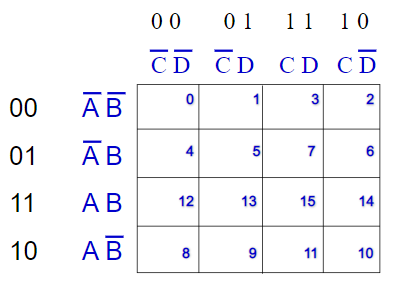 0 0 0 1 1 1 1 0
C̅ D̅ C̅ D C D C D̅
00 A̅ B̅ 0 1 3 2
01 A̅ B 4 5 7 6
11 A B 12 13 15 14
10 A B̅ 8 9 11 10